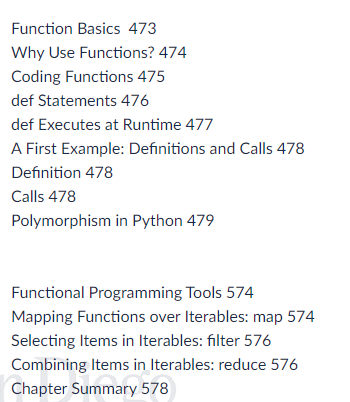 Function Basics  473
Why Use Functions? 474
Coding Functions 475
def Statements 476
def Executes at Runtime 477
A First Example: Definitions and Calls 478
Definition 478
Calls 478
Polymorphism in Python 479
Functional Programming Tools 574
Mapping Functions over Iterables: map 574
Selecting Items in Iterables: filter 576
Combining Items in Iterables: reduce 576
Chapter Summary 578
n Diego